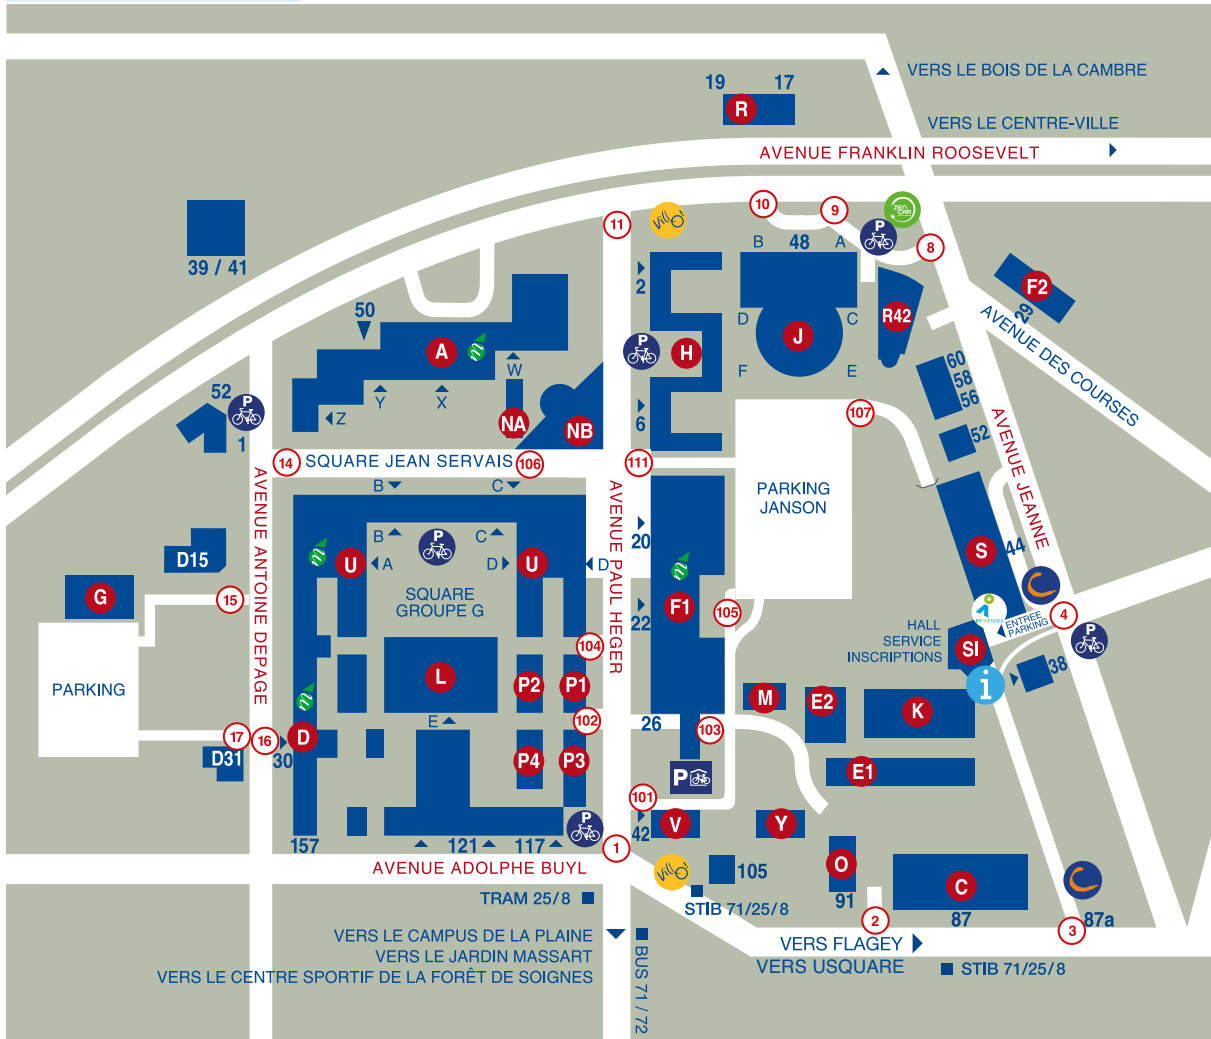 VERS LE BOIS DE LA CAMBRE
19 17
R
VERS LE CENTRE-VILLE
AVENUE FRANKLIN ROOSEVELT
39 / 41
11
Villo!
10
9
ZEN CAR
P
8
B 48 A
2
F2
29
50
A
H
P
D J C
R42
AVENUE DES COURSES
W
F E
Y X
Z
NA
NB
6
60
58
56
52
P
1
107
52
14
SQUARE JEAN SERVAIS
106
111
AVENUE JEANNE
AVENUE ANTOINE DEPAGE
B C
AVENUE PAUL HEGER
PARKING
JANSON
B C
P
20
D15
U A D U D
S
44
SQUARE
GROUPE G
G
15
F1
105
22
4
INFOR-ÉTUDES
ENTRÉE
PARKING
HALL
SERVICE
INSCRIPTIONS
SI
P
104
38
i
PARKING
L
P2 P1
M
E2
K
E
102
26
103
17
16
D
30
D31
P4 P3
P
E1
101
P
42
V
Y
157
121 117
1
O
C
AVENUE ADOLPHE BUYL
Villo!
105
91
87
87a
TRAM 25/8
STIB 71/25/8
2
3
VERS LE CAMPUS DE LA PLAINE
VERS LE JARDIN MASSART
VERS LE CENTRE SPORTIF DE LA FORÊT DE SOIGNES
BUS 71 / 72
VERS FLAGEY
VERS USQUARE
STIB 71/25/8